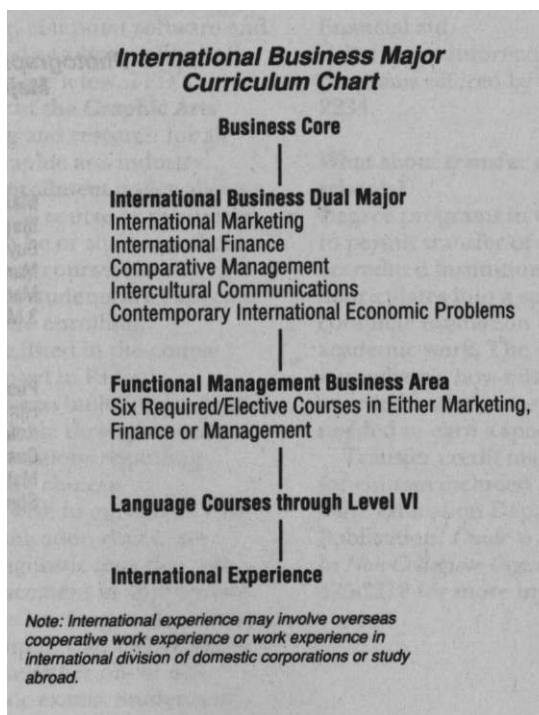 International Business Major
Curriculum Chart
Business Core
International Business Dual Major
International Marketing
International Finance
Comparative Management
Intercultural Communications
Contemporary International Economic Problems
Functional Management Business Area
Six Required/Elective Courses in Either Marketing,
Finance or Management
Language Courses through Level VI
International Experience
Note: International experience may involve overseas
cooperative work experience or work experience in
international division of domestic corporations or study
abroad.